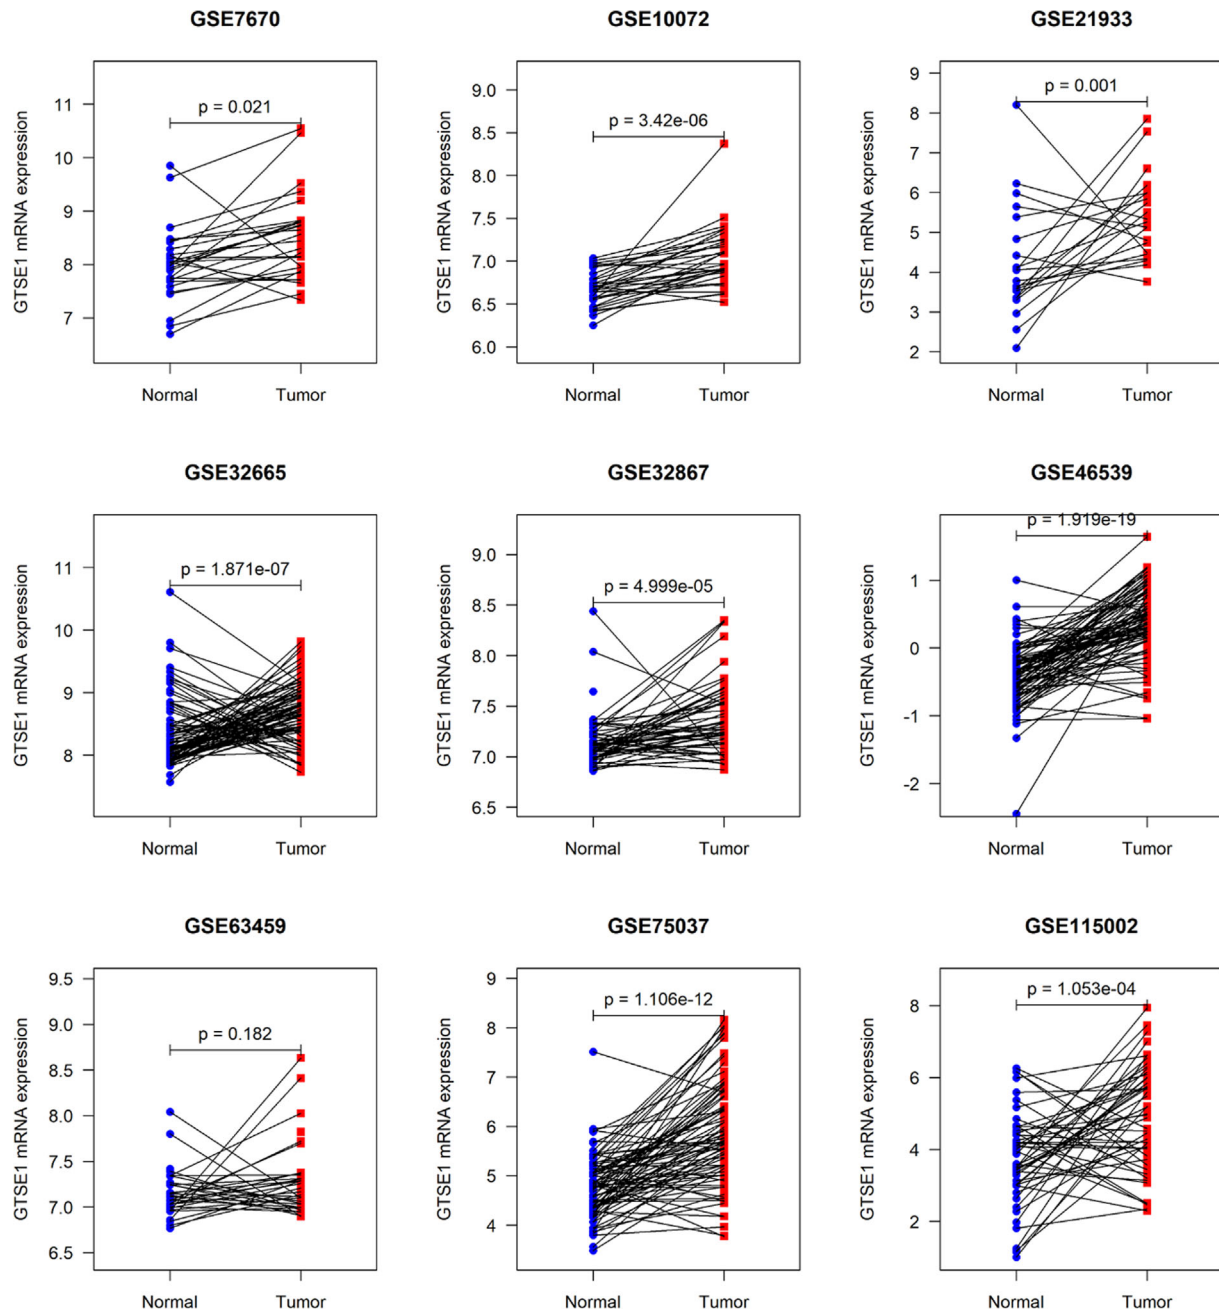 GSE7670 GSE10072 GSE21933
GTSE1 mRNA expression
11
10
9
8
7
p = 0.021
Normal Tumor
GTSE1 mRNA expression
9.0
8.5
8.0
7.5
7.0
6.5
6.0
p = 3.42e-06
Normal Tumor
GTSE1 mRNA expression
9
8
7
6
5
4
3
2
p = 0.001
Normal Tumor
GSE32665 GSE32867 GSE46539
GTSE1 mRNA expression
11
10
9
8
p = 1.871e-07
Normal Tumor
GTSE1 mRNA expression
9.0
8.5
8.0
7.5
7.0
6.5
p = 4.999e-05
Normal Tumor
GTSE1 mRNA expression
1
0
-1
-2
p = 1.919e-19
Normal Tumor
GSE63459 GSE75037 GSE115002
GTSE1 mRNA expression
9.5
9.0
8.5
8.0
7.5
7.0
6.5
p = 0.182
Normal Tumor
GTSE1 mRNA expression
9
8
7
6
5
4
p = 1.106e-12
Normal Tumor
GTSE1 mRNA expression
8
6
4
2
p = 1.053e-04
Normal Tumor